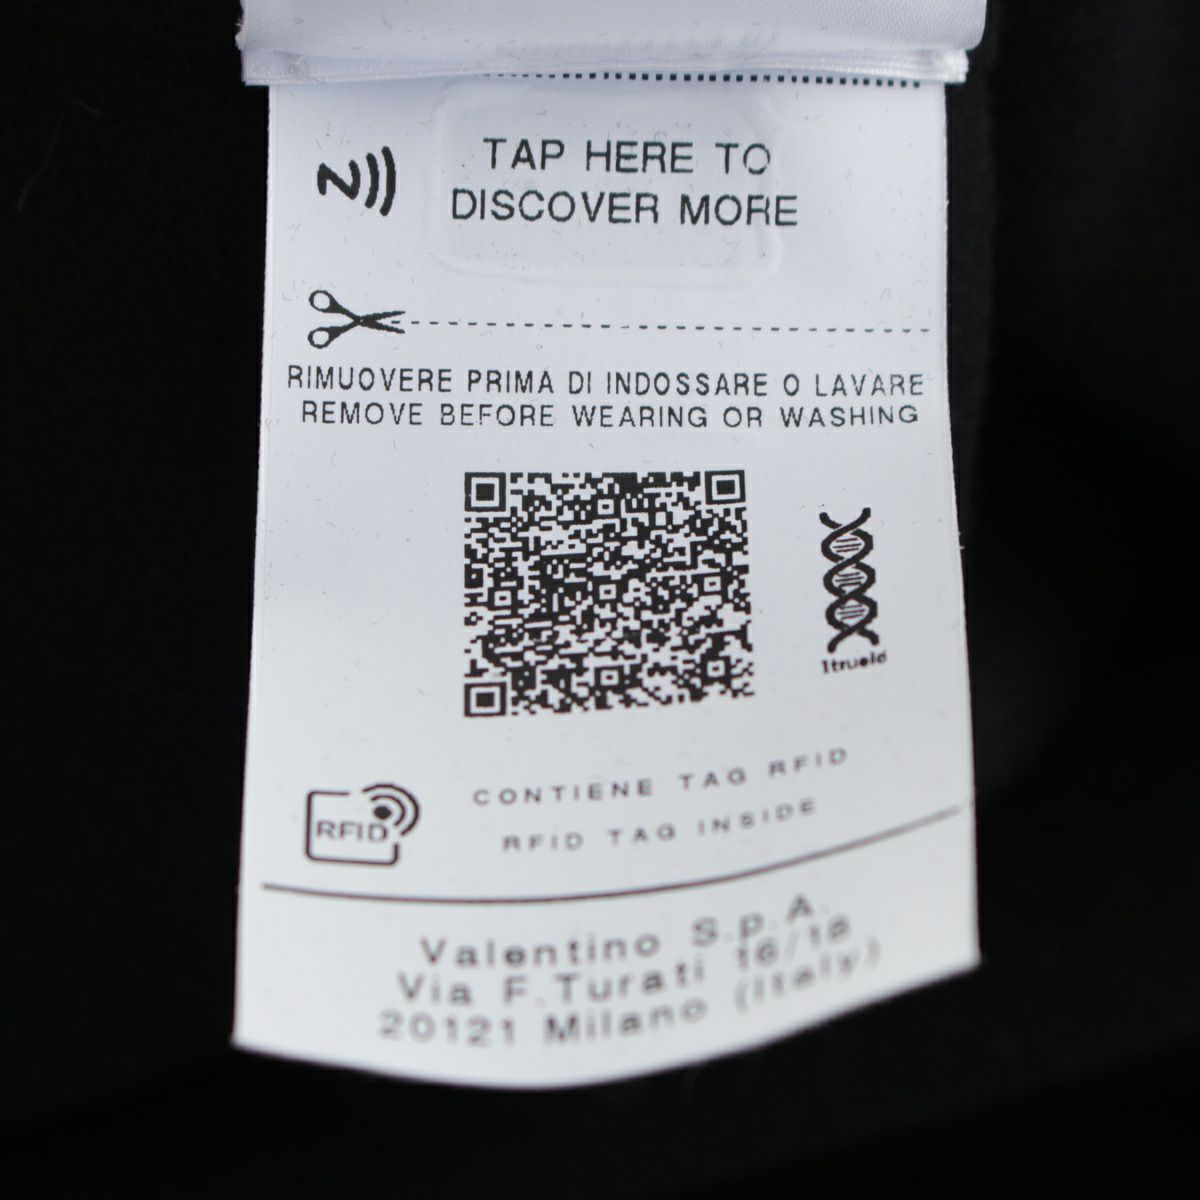 TAP HERE TO
DISCOVER MORE
RIMUOVERE PRIMA DI INDOSSARE O LAVARE
REMOVE BEFORE WEARING OR WASHING
1trueid
CONTIENE TAG RFID
RFID TAG INSIDE
RFID
Valentino S.p.A.
Via F.Turati 16/18
20121 Milano (Italy)